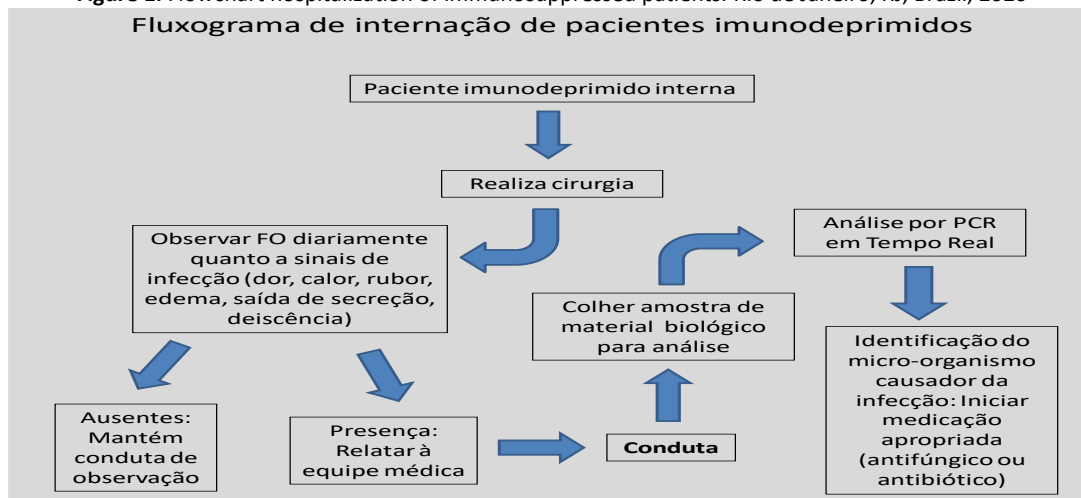 Fluxograma de internação de pacientes imunodeprimidos
Paciente imunodeprimido interna
Realiza cirurgia
Observar FO diariamente
quanto a sinais de
infecção (dor, calor, rubor,
edema, saída de secreção,
deiscência)
Ausentes:
Mantém
conduta de
observação
Presença:
Relatar à
equipe médica
Conduta
Colher amostra de
material biológico
para análise
Análise por PCR
em Tempo Real
Identificação do
micro-organismo
causador da
infecção: Iniciar
medicação
apropriada
(antifúngico ou
antibiótico)